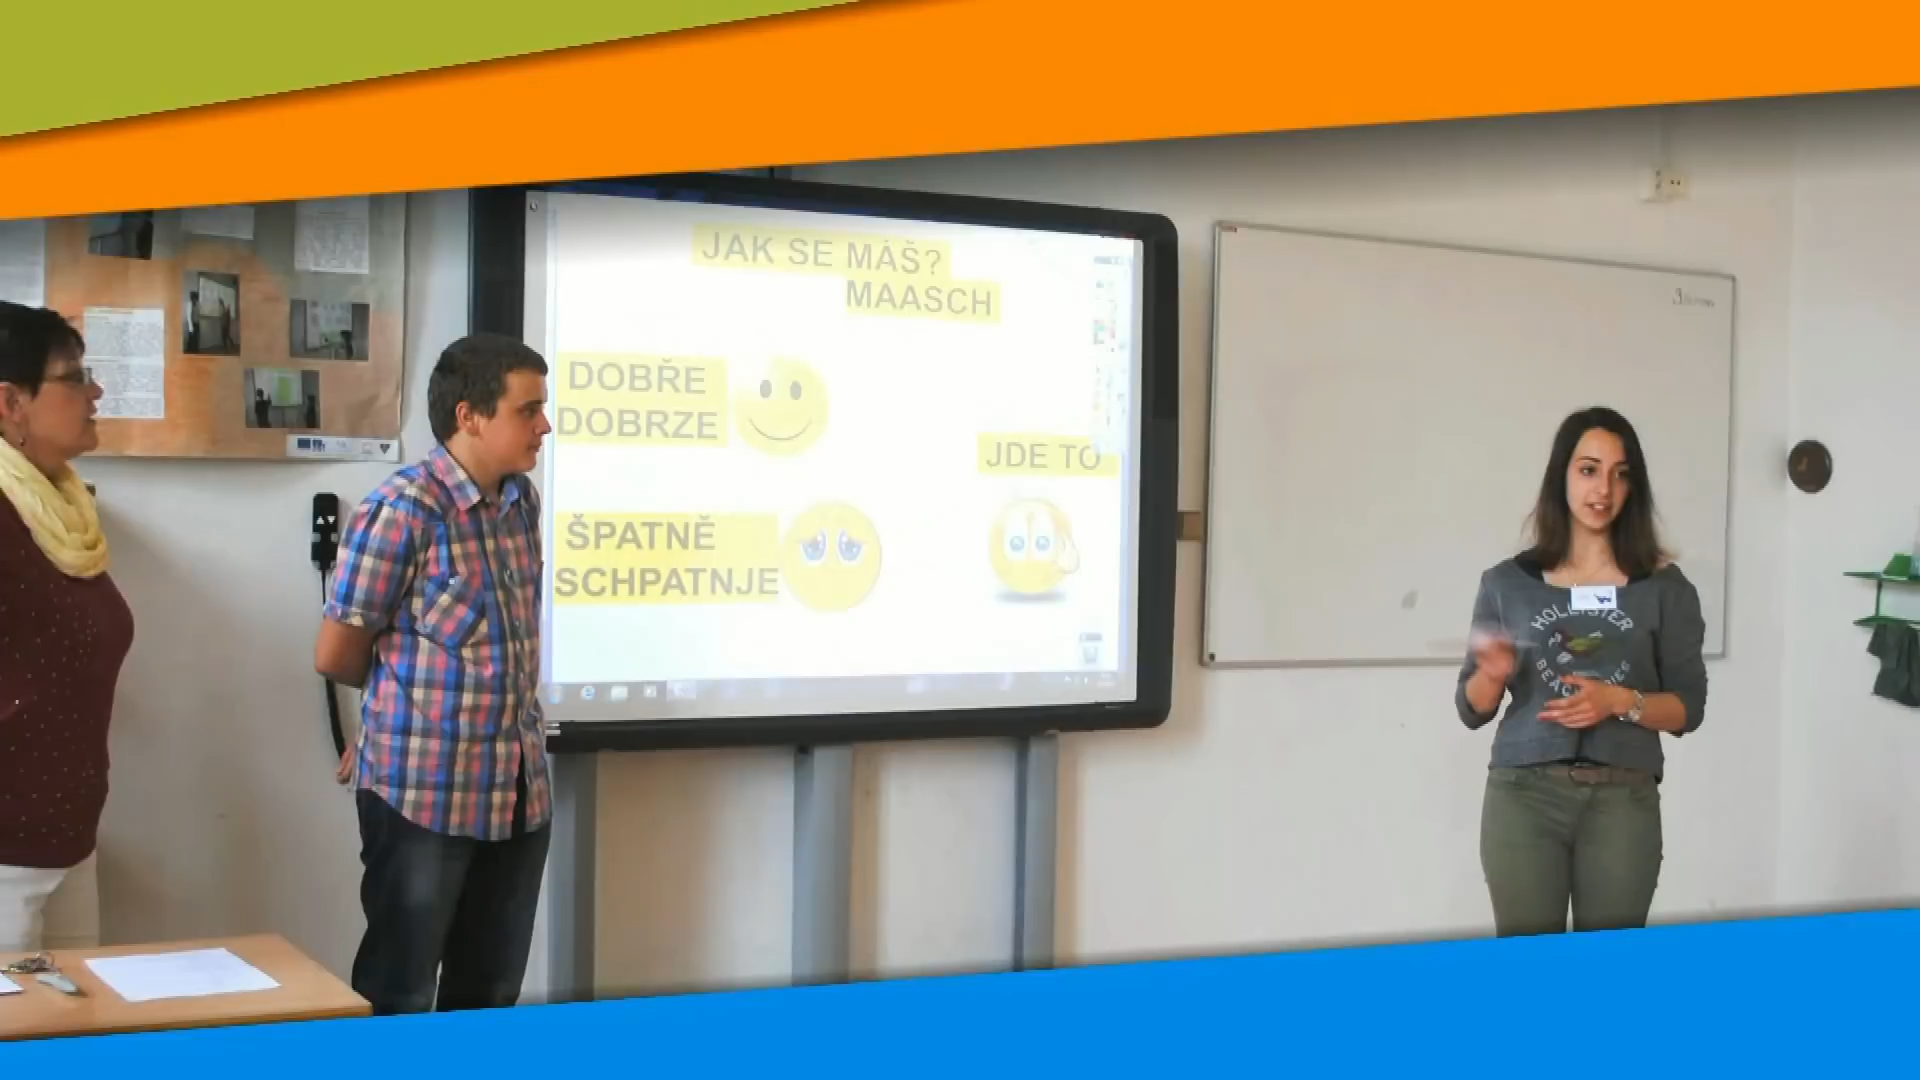 JAK SE MÁŠ?
MAASCH
DOBŘE
DOBRZE
JDE TO
ŠPATNĚ
SCHPATNJE
HOLLISTER